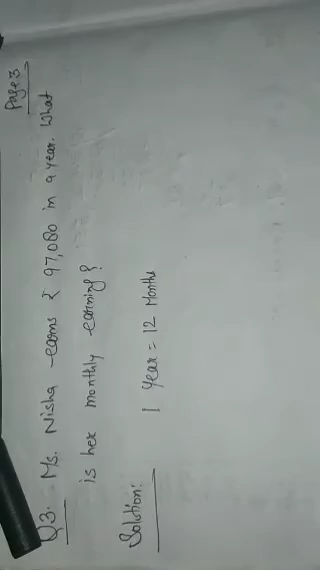 Page 3
Q3. Ms. Nisha earns ₹ 97,080 in a year. What
is her monthly earning?
Solution:
1 Year = 12 Months